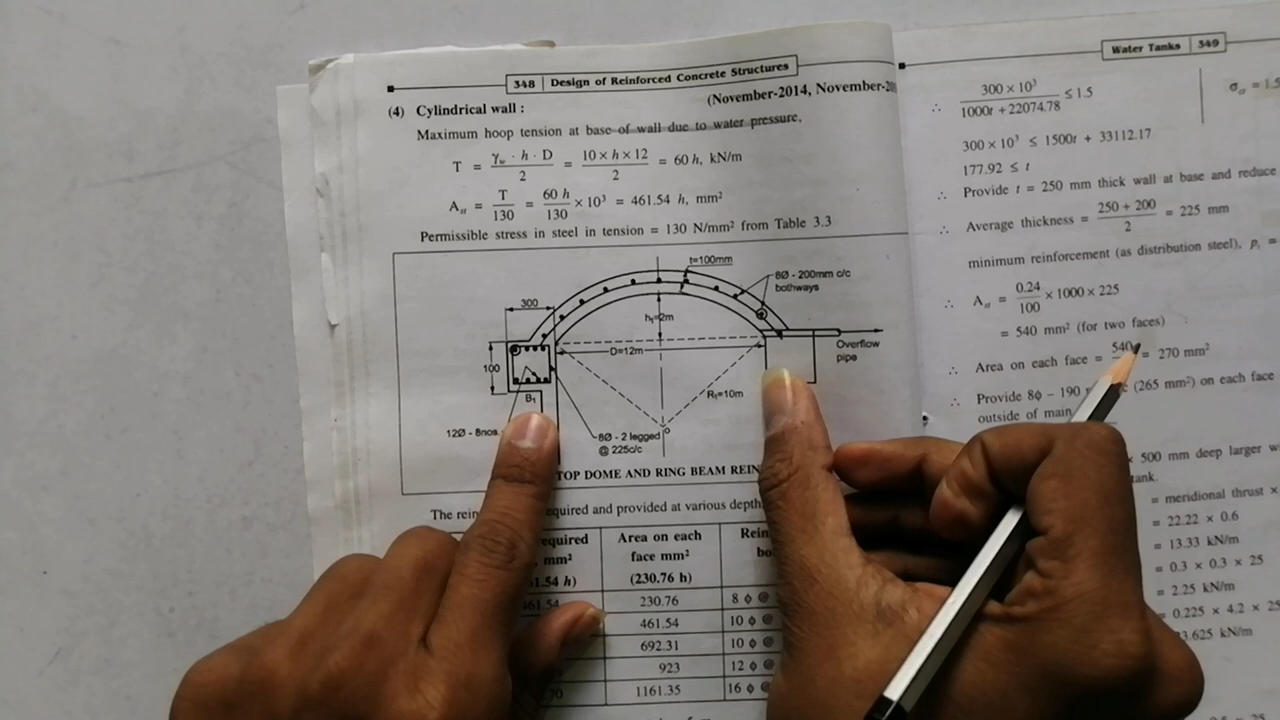 348 | Design of Reinforced Concrete Structures
(4) Cylindrical wall :
(November-2014, November-20
Maximum hoop tension at base of wall due to water pressure,
T = γw · h · D / 2 = 10 × h × 12 / 2 = 60 h, kN/m
Ast = T / 130 = 60 h / 130 × 10³ = 461.54 h, mm²
Permissible stress in steel in tension = 130 N/mm² from Table 3.3
t=100mm
8Ø - 200mm c/c
bothways
300
h₁=2m
D=12m
Overflow
pipe
100
R₁=10m
B₁
O
12Ø - 8nos.
8Ø - 2 legged
@ 225c/c
TOP DOME AND RING BEAM REIN
The rein equired and provided at various depth
equired
, mm²
1.54 h)
Area on each
face mm²
(230.76 h)
Rein
bo
461.54 230.76 8 ϕ @
461.54 10 ϕ @
692.31 10 ϕ @
923 12 ϕ @
70 1161.35 16 ϕ @
Water Tanks | 349
∴ 300 × 10³ / 1000t + 22074.78 ≤ 1.5
σct = 1.5
300 × 10³ ≤ 1500t + 33112.17
177.92 ≤ t
∴ Provide t = 250 mm thick wall at base and reduce
∴ Average thickness = 250 + 200 / 2 = 225 mm
minimum reinforcement (as distribution steel), pt =
∴ Ast = 0.24 / 100 × 1000 × 225
= 540 mm² (for two faces)
∴ Area on each face = 540 = 270 mm²
∴ Provide 8ϕ – 190 (265 mm²) on each face
outside of main
× 500 mm deep larger w
tank.
= meridional thrust ×
= 22.22 × 0.6
= 13.33 kN/m
= 0.3 × 0.3 × 25
= 2.25 kN/m
= 0.225 × 4.2 × 25
3.625 kN/m